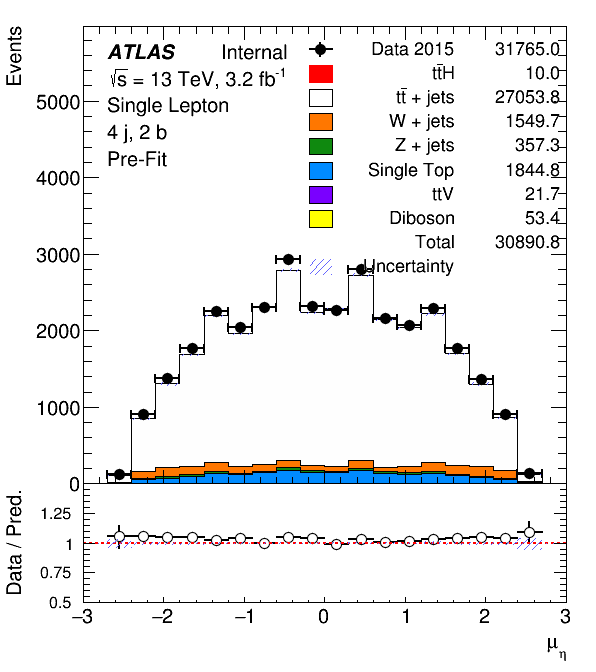 Events
ATLAS Internal
√s = 13 TeV, 3.2 fb⁻¹
Single Lepton
4 j, 2 b
Pre-Fit
Data 2015 31765.0
tt̄H 10.0
tt̄ + jets 27053.8
W + jets 1549.7
Z + jets 357.3
Single Top 1844.8
ttV 21.7
Diboson 53.4
Total 30890.8
Uncertainty
5000
4000
3000
2000
1000
0
Data / Pred.
1.25
1
0.75
0.5
−3 −2 −1 0 1 2 3
μ_η